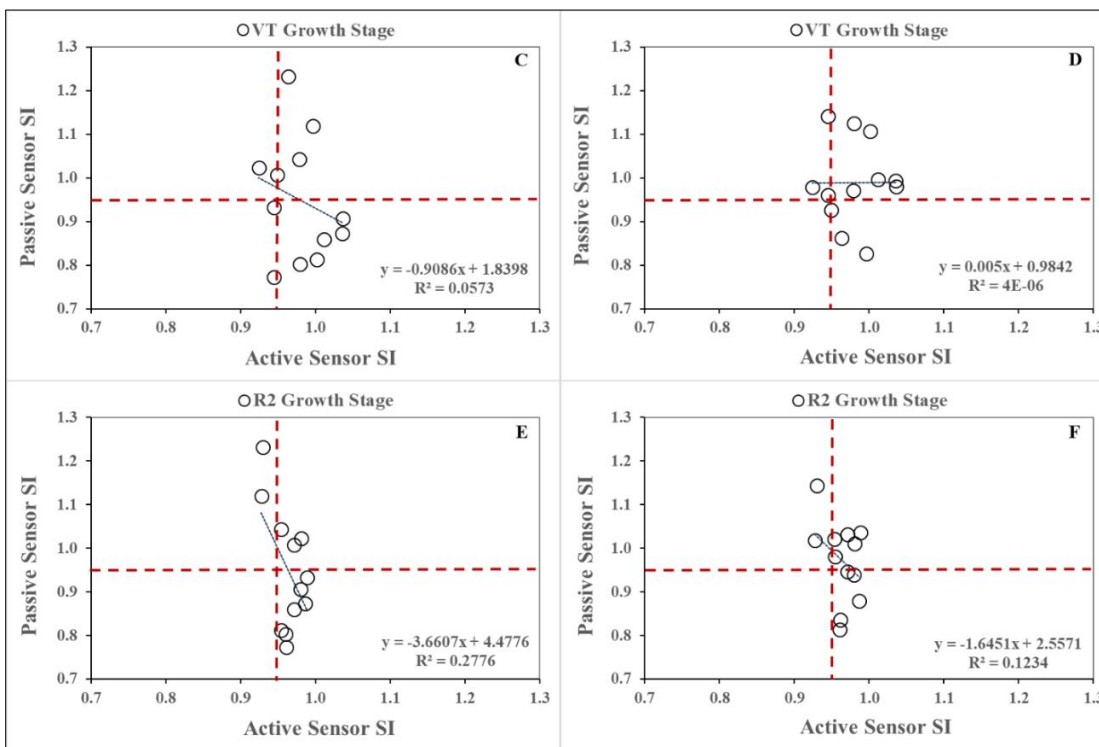 VT Growth Stage
C
1.3
1.2
1.1
1.0
0.9
0.8
0.7
Passive Sensor SI
y = -0.9086x + 1.8398
R² = 0.0573
0.7 0.8 0.9 1.0 1.1 1.2 1.3
Active Sensor SI
VT Growth Stage
D
1.3
1.2
1.1
1.0
0.9
0.8
0.7
Passive Sensor SI
y = 0.005x + 0.9842
R² = 4E-06
0.7 0.8 0.9 1.0 1.1 1.2 1.3
Active Sensor SI
R2 Growth Stage
E
1.3
1.2
1.1
1.0
0.9
0.8
0.7
Passive Sensor SI
y = -3.6607x + 4.4776
R² = 0.2776
0.7 0.8 0.9 1.0 1.1 1.2 1.3
Active Sensor SI
R2 Growth Stage
F
1.3
1.2
1.1
1.0
0.9
0.8
0.7
Passive Sensor SI
y = -1.6451x + 2.5571
R² = 0.1234
0.7 0.8 0.9 1.0 1.1 1.2 1.3
Active Sensor SI